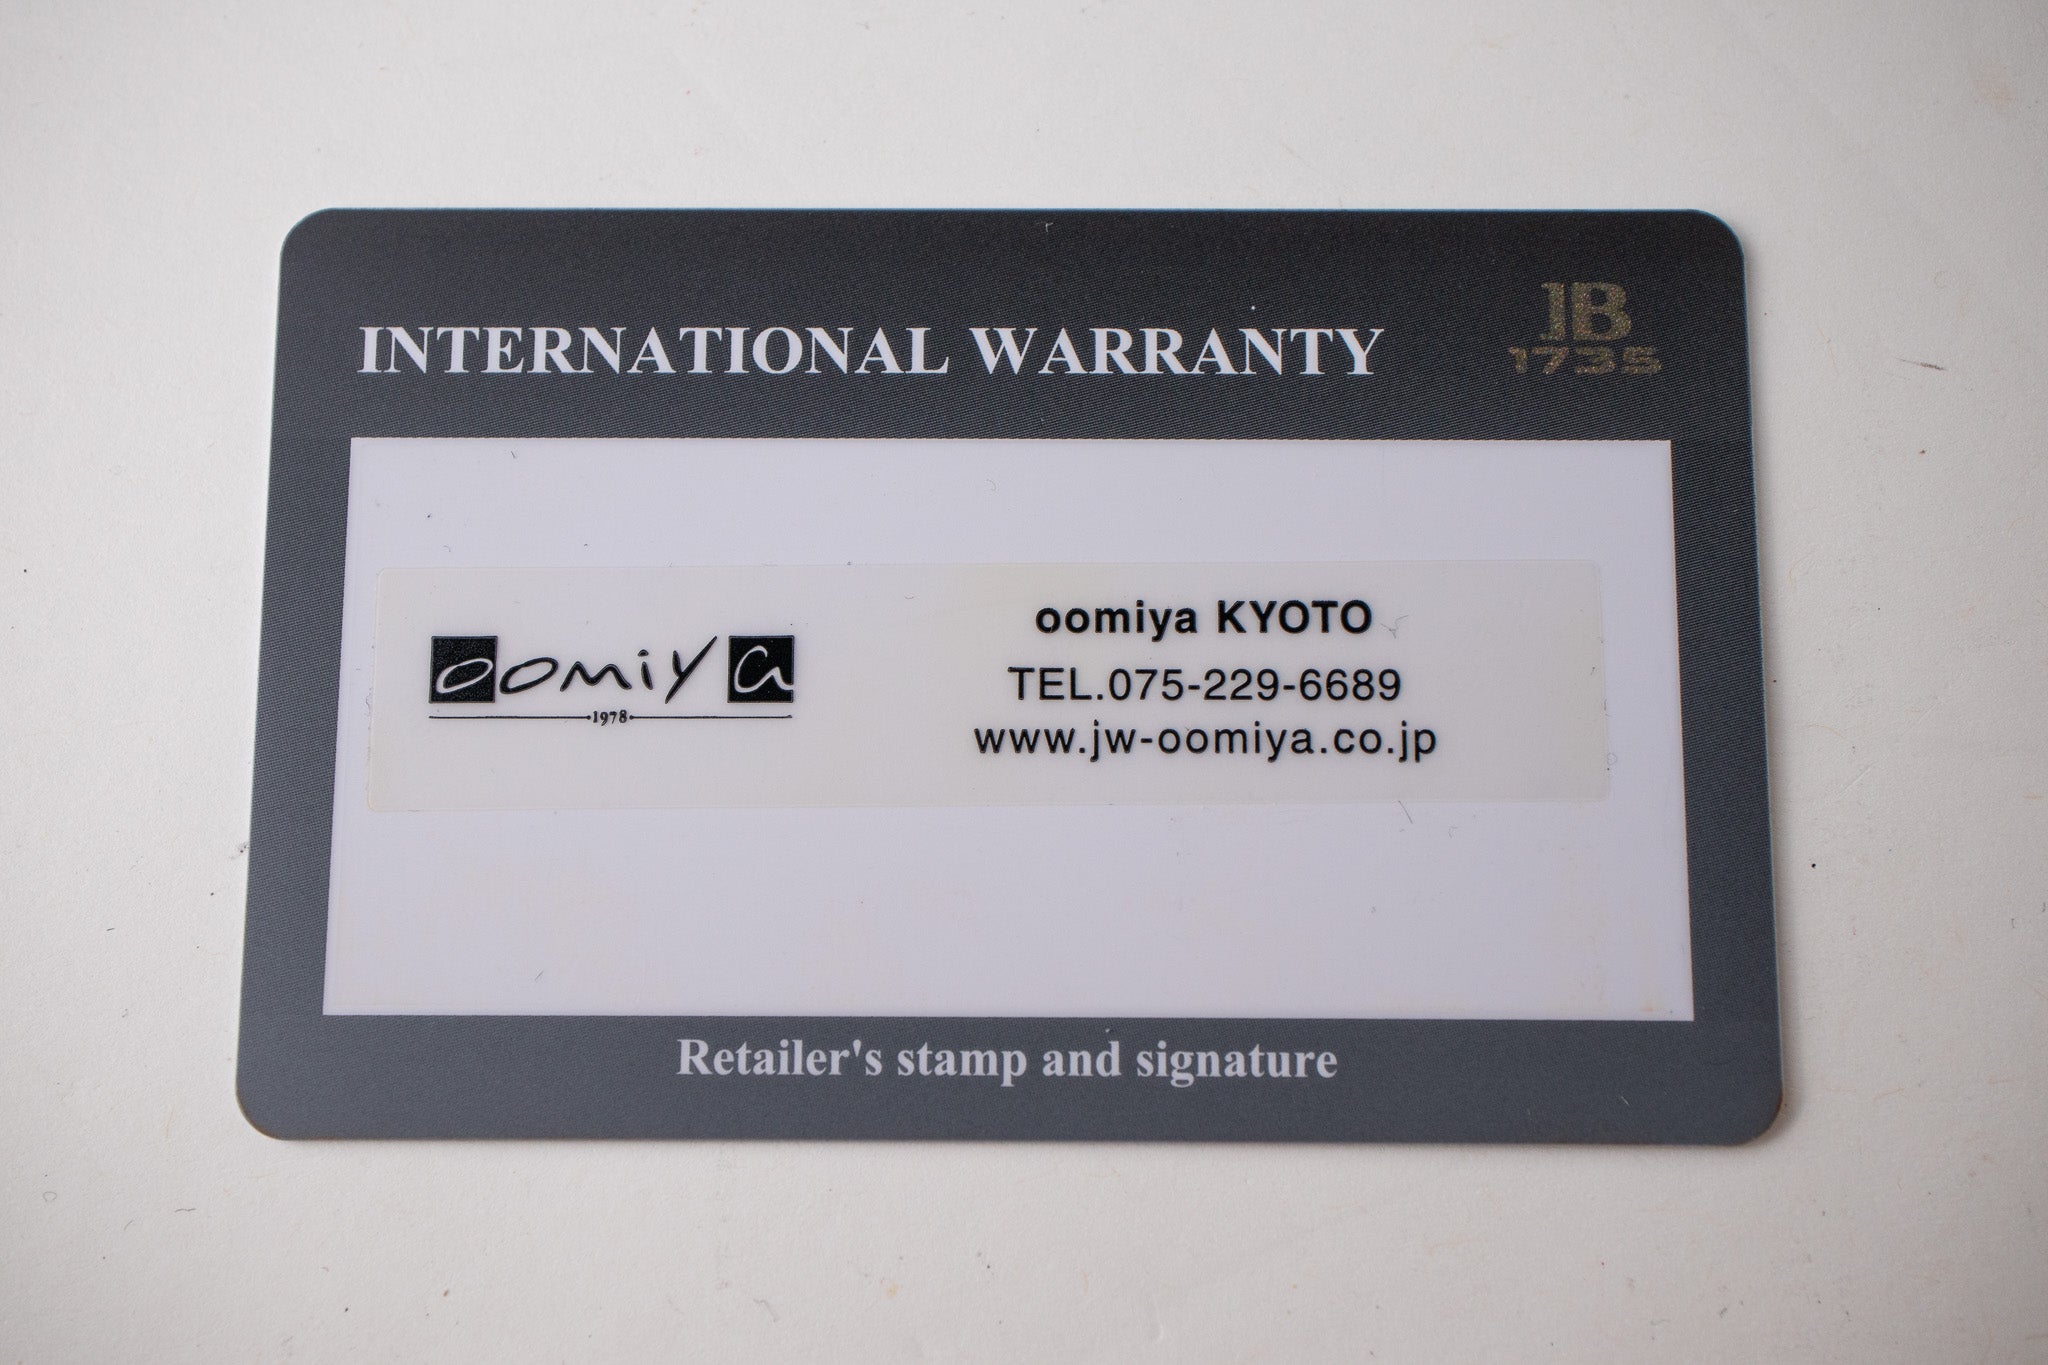 INTERNATIONAL WARRANTY
JB
1735
oomiya
1978
oomiya KYOTO
TEL.075-229-6689
www.jw-oomiya.co.jp
Retailer's stamp and signature